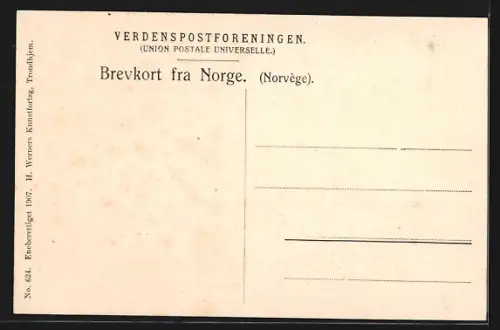 VERDENSPOSTFORENINGEN.
(UNION POSTALE UNIVERSELLE.)
Brevkort fra Norge. (Norvège).
No. 624. Eneberettiget 1907. H. Werners Kunstforlag, Trondhjem.